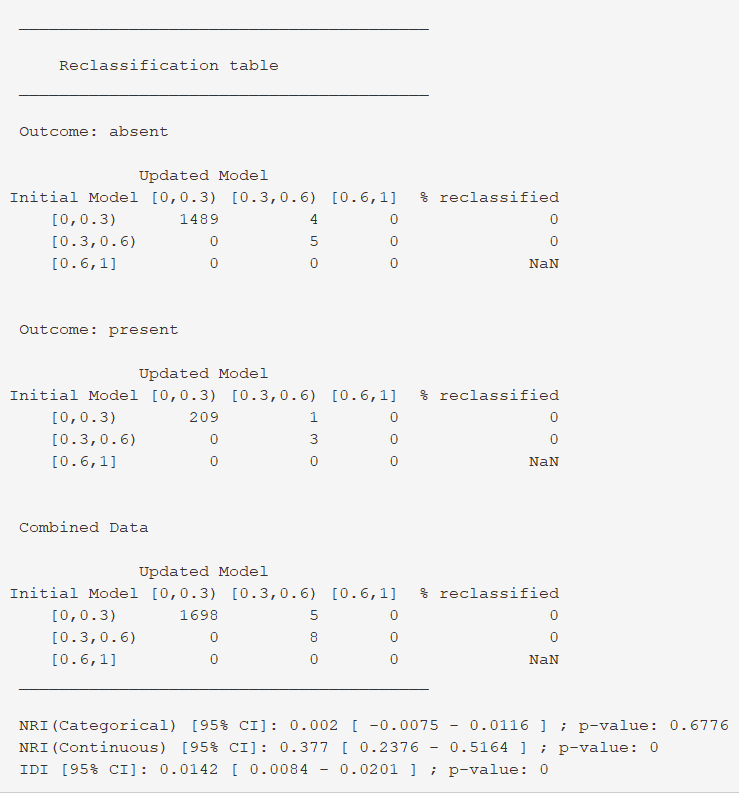 Reclassification table
Outcome: absent
Updated Model
Initial Model [0,0.3) [0.3,0.6) [0.6,1]  % reclassified
[0,0.3)      1489         4       0               0
[0.3,0.6)       0         5       0               0
[0.6,1]         0         0       0             NaN
Outcome: present
Updated Model
Initial Model [0,0.3) [0.3,0.6) [0.6,1]  % reclassified
[0,0.3)       209         1       0               0
[0.3,0.6)       0         3       0               0
[0.6,1]         0         0       0             NaN
Combined Data
Updated Model
Initial Model [0,0.3) [0.3,0.6) [0.6,1]  % reclassified
[0,0.3)      1698         5       0               0
[0.3,0.6)       0         8       0               0
[0.6,1]         0         0       0             NaN
NRI(Categorical) [95% CI]: 0.002 [ -0.0075 - 0.0116 ] ; p-value: 0.6776
NRI(Continuous) [95% CI]: 0.377 [ 0.2376 - 0.5164 ] ; p-value: 0
IDI [95% CI]: 0.0142 [ 0.0084 - 0.0201 ] ; p-value: 0